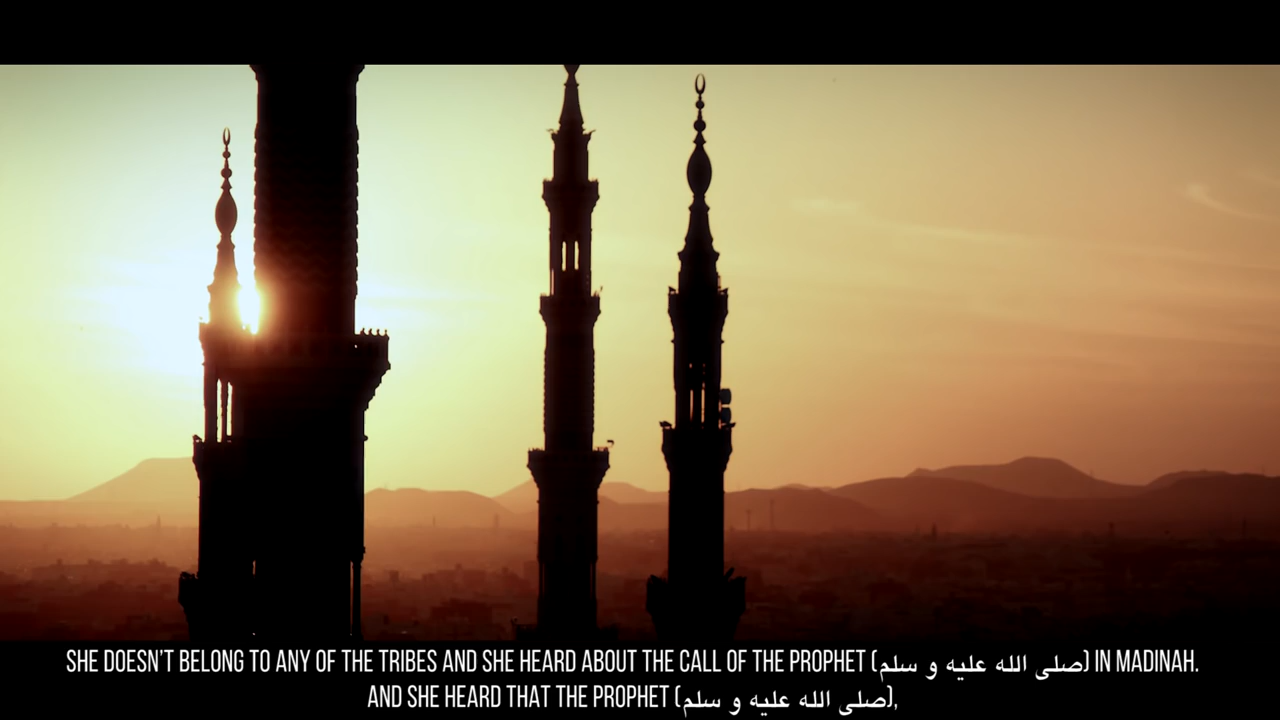 SHE DOESN'T BELONG TO ANY OF THE TRIBES AND SHE HEARD ABOUT THE CALL OF THE PROPHET (صلى الله عليه و سلم) IN MADINAH.
AND SHE HEARD THAT THE PROPHET (صلى الله عليه و سلم),